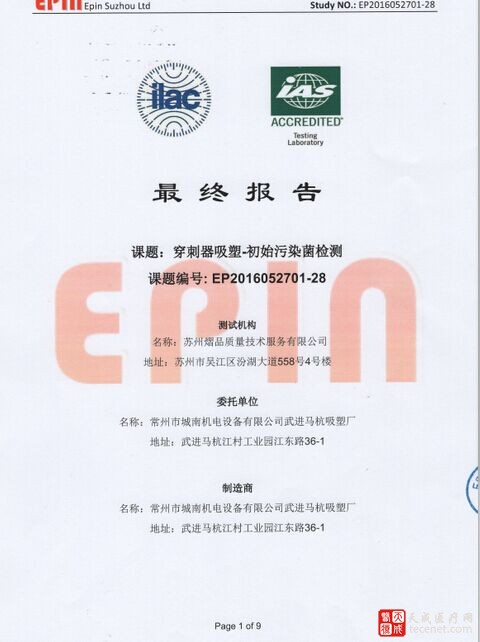 EPIN Epin Suzhou Ltd Study NO.: EP2016052701-28
ilac
IAS
ACCREDITED
Testing
Laboratory
最终报告
课题：穿刺器吸塑-初始污染菌检测
课题编号: EP2016052701-28
EPIN
测试机构
名称：苏州熠品质量技术服务有限公司
地址：苏州市吴江区汾湖大道558号4号楼
委托单位
名称：常州市城南机电设备有限公司武进马杭吸塑厂
地址：武进马杭江村工业园江东路36-1
制造商
名称：常州市城南机电设备有限公司武进马杭吸塑厂
地址：武进马杭江村工业园江东路36-1
Page 1 of 9
天成医疗网
tecenet.com